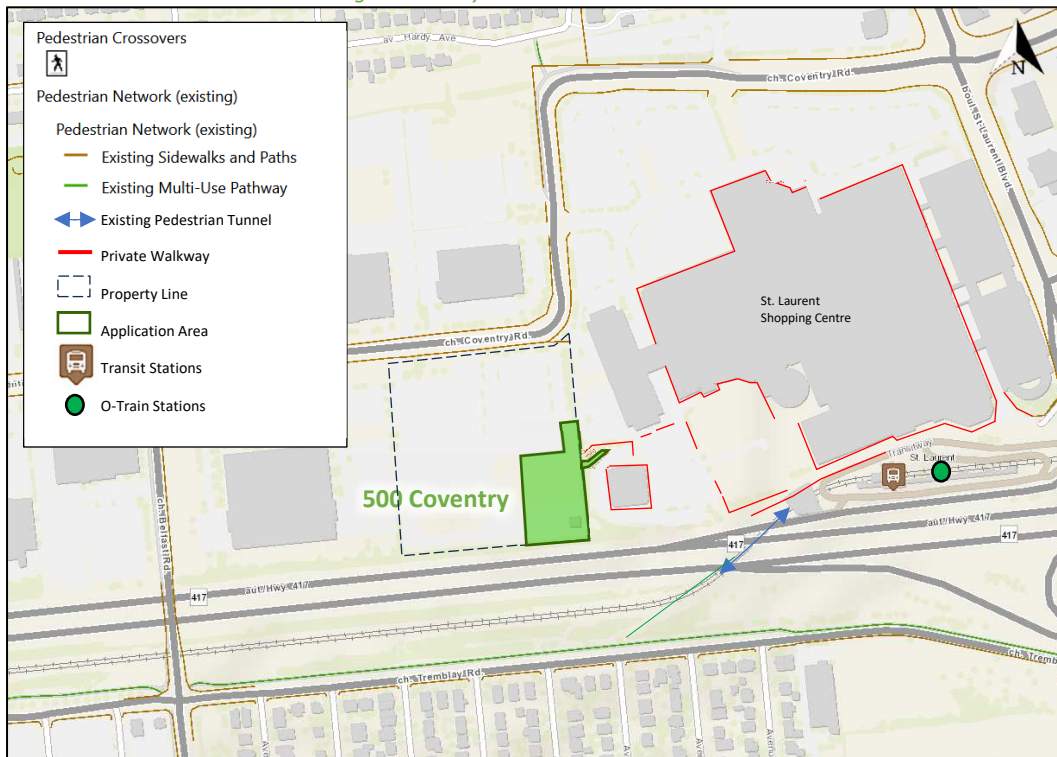 Pedestrian Crossovers
Pedestrian Network (existing)
Pedestrian Network (existing)
Existing Sidewalks and Paths
Existing Multi-Use Pathway
Existing Pedestrian Tunnel
Private Walkway
Property Line
Application Area
Transit Stations
O-Train Stations
av. Hardy Ave
ch. Coventry Rd.
N
boul. St. Laurent Blvd.
St. Laurent
Shopping Centre
ch. Coventry Rd.
500 Coventry
Transitway
St. Laurent
ch. Belfast Rd.
aut. Hwy. 417
417
aut. Hwy. 417
417
417
ch. Tremblay Rd.
Ave